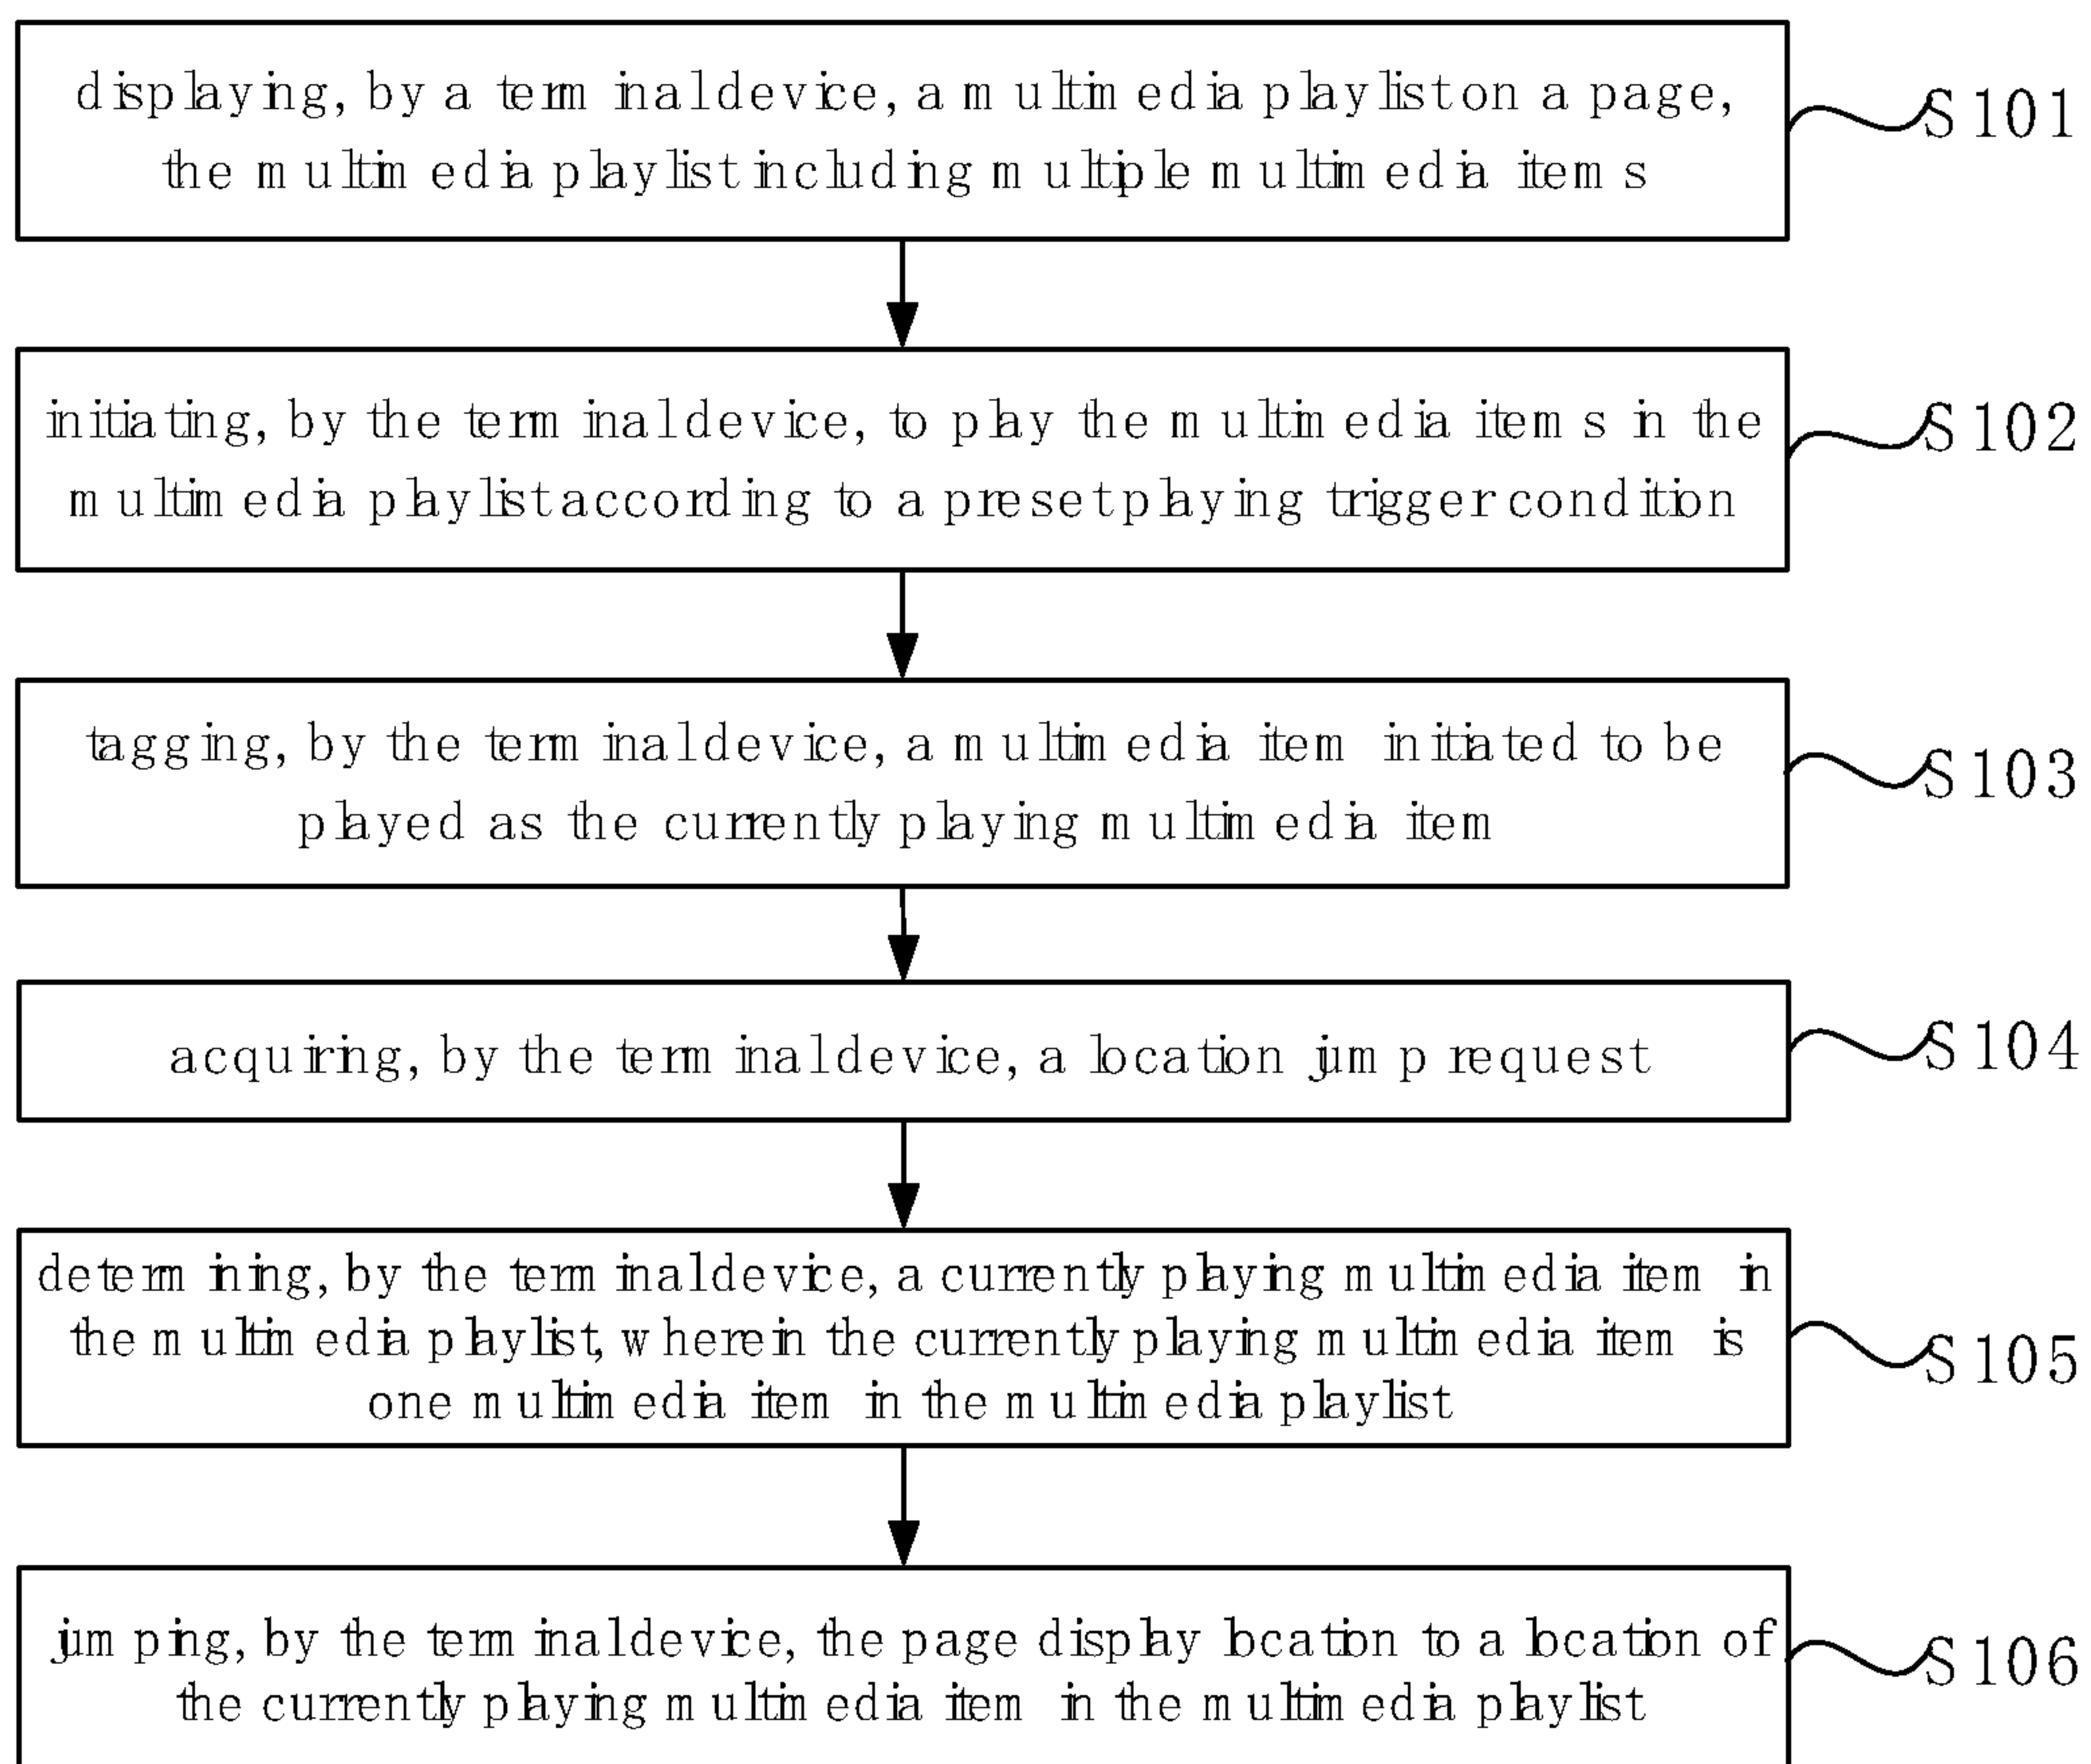 displaying, by a terminal device, a multimedia playlist on a page,
the multimedia playlist including multiple multimedia items
S101
initiating, by the terminal device, to play the multimedia items in the
multimedia playlist according to a preset playing trigger condition
S102
tagging, by the terminal device, a multimedia item initiated to be
played as the currently playing multimedia item
S103
acquiring, by the terminal device, a location jump request
S104
determining, by the terminal device, a currently playing multimedia item in
the multimedia playlist, wherein the currently playing multimedia item is
one multimedia item in the multimedia playlist
S105
jumping, by the terminal device, the page display location to a location of
the currently playing multimedia item in the multimedia playlist
S106